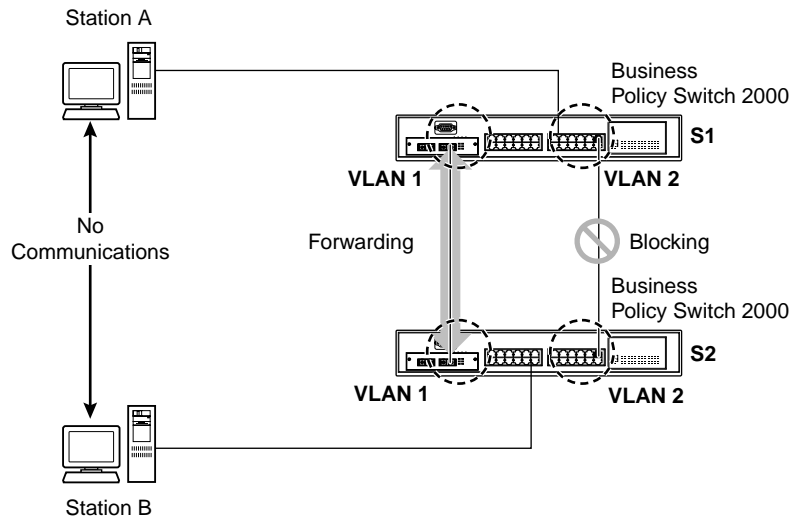 Station A
Business
Policy Switch 2000
S1
VLAN 1
VLAN 2
No
Communications
Forwarding
Blocking
Business
Policy Switch 2000
S2
VLAN 1
VLAN 2
Station B